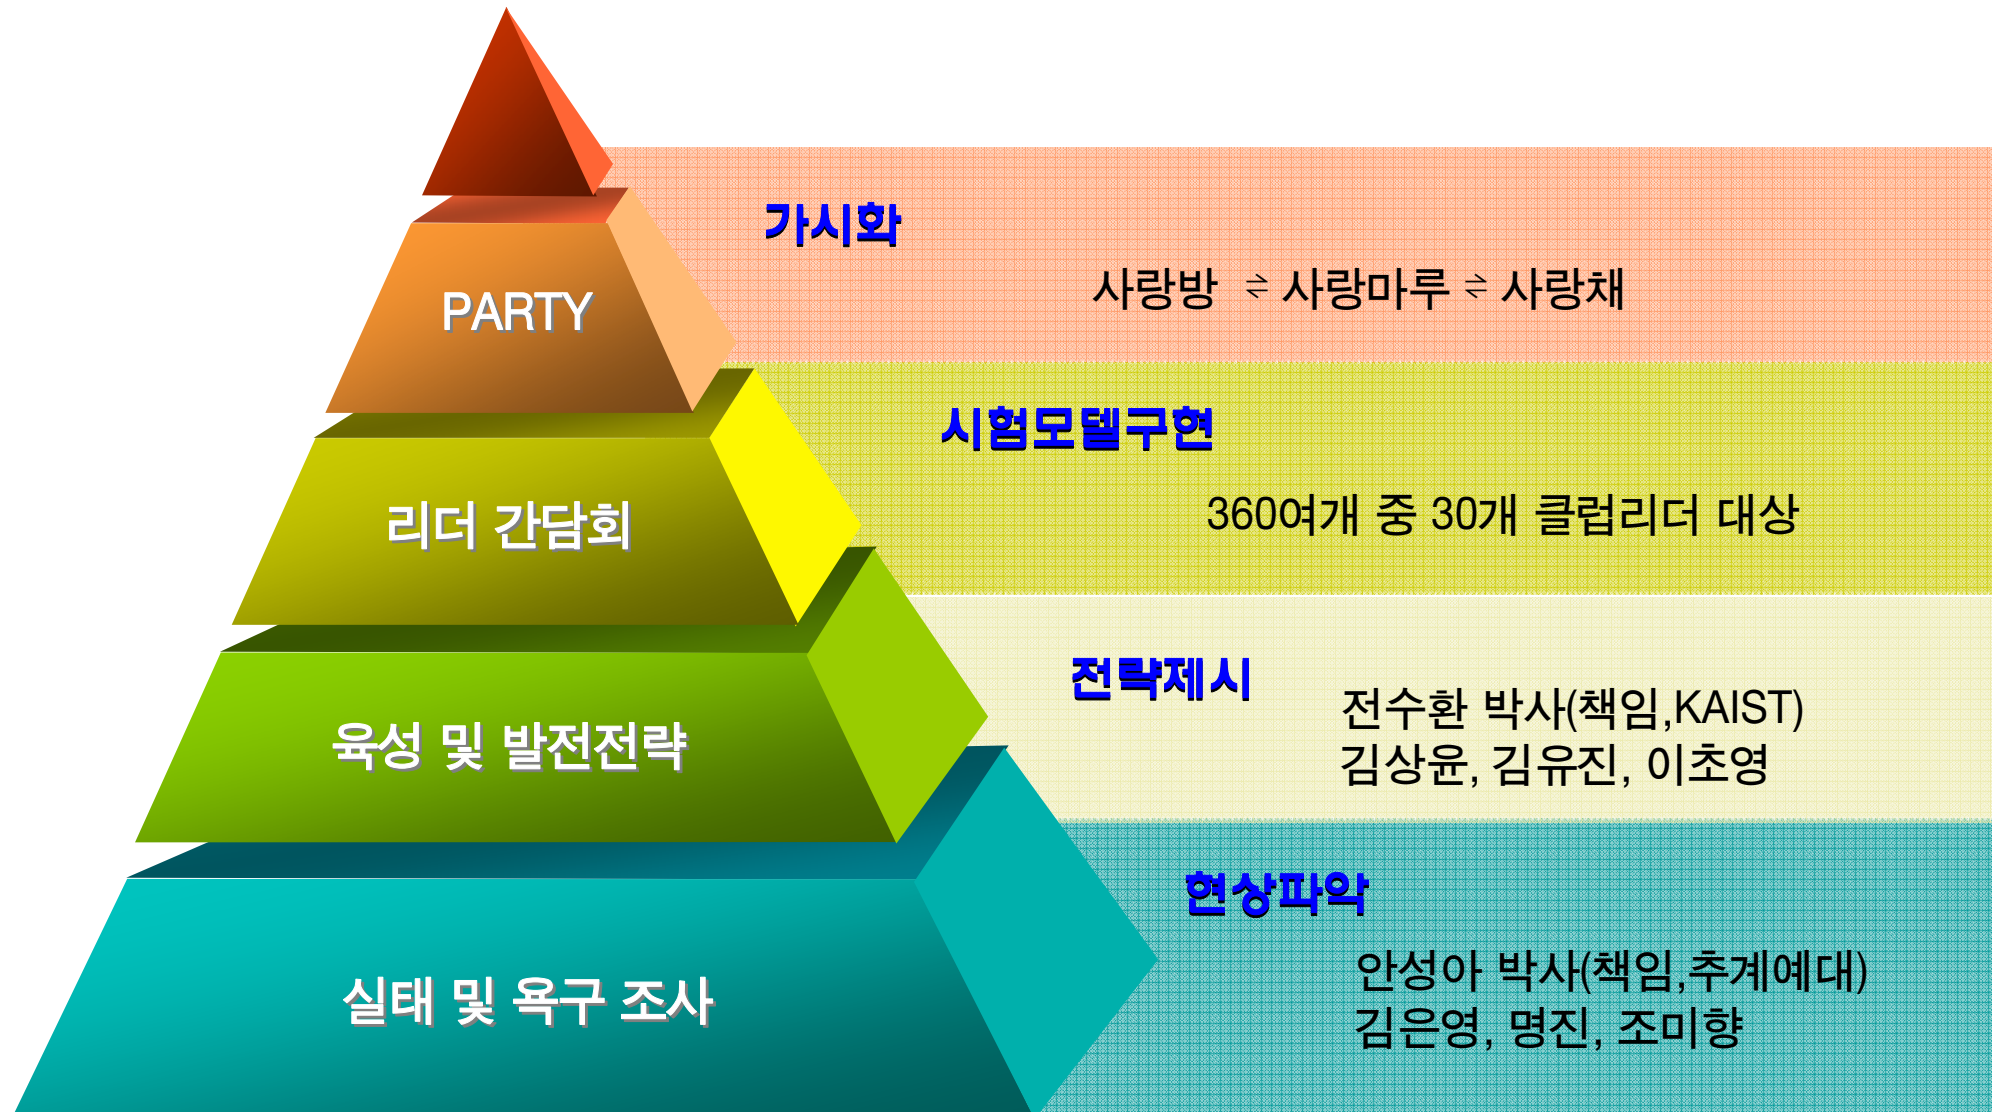 가시화
PARTY
사랑방 ⇌ 사랑마루 ⇌ 사랑채
시험모델구현
리더 간담회
360여개 중 30개 클럽리더 대상
전략제시
육성 및 발전전략
전수환 박사(책임,KAIST)
김상윤, 김유진, 이초영
현상파악
실태 및 욕구 조사
안성아 박사(책임,추계예대)
김은영, 명진, 조미향